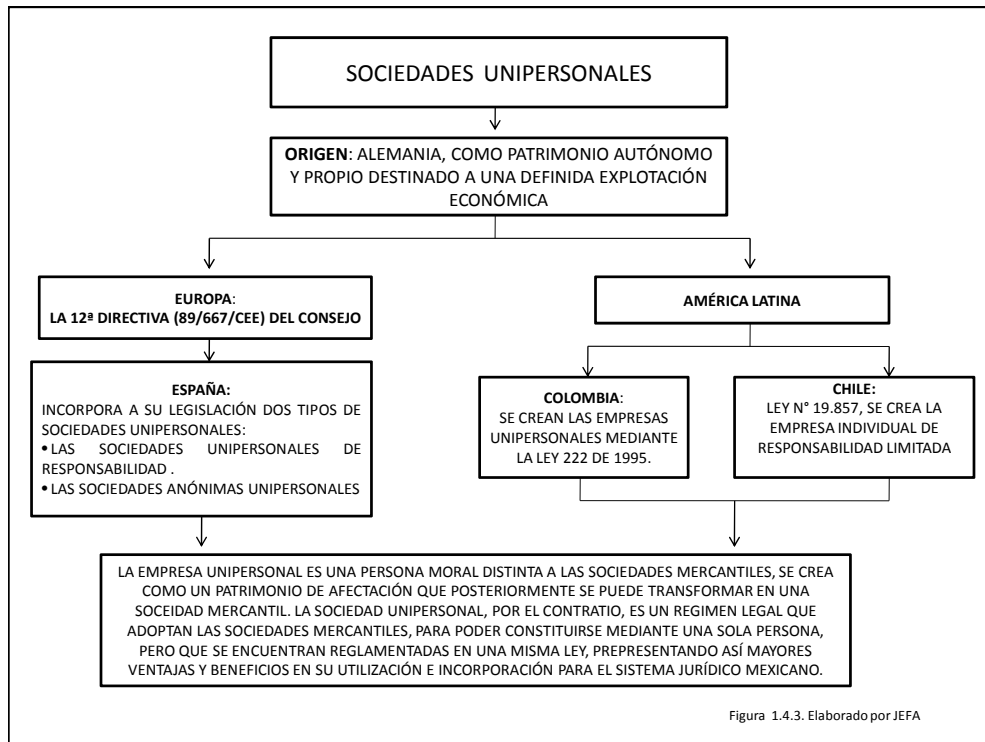 SOCIEDADES UNIPERSONALES
ORIGEN: ALEMANIA, COMO PATRIMONIO AUTÓNOMO
Y PROPIO DESTINADO A UNA DEFINIDA EXPLOTACIÓN
ECONÓMICA
EUROPA:
LA 12ª DIRECTIVA (89/667/CEE) DEL CONSEJO
AMÉRICA LATINA
ESPAÑA:
INCORPORA A SU LEGISLACIÓN DOS TIPOS DE
SOCIEDADES UNIPERSONALES:
• LAS SOCIEDADES UNIPERSONALES DE
RESPONSABILIDAD .
• LAS SOCIEDADES ANÓNIMAS UNIPERSONALES
COLOMBIA:
SE CREAN LAS EMPRESAS
UNIPERSONALES MEDIANTE
LA LEY 222 DE 1995.
CHILE:
LEY N° 19.857, SE CREA LA
EMPRESA INDIVIDUAL DE
RESPONSABILIDAD LIMITADA
LA EMPRESA UNIPERSONAL ES UNA PERSONA MORAL DISTINTA A LAS SOCIEDADES MERCANTILES, SE CREA
COMO UN PATRIMONIO DE AFECTACIÓN QUE POSTERIORMENTE SE PUEDE TRANSFORMAR EN UNA
SOCEIDAD MERCANTIL. LA SOCIEDAD UNIPERSONAL, POR EL CONTRATIO, ES UN REGIMEN LEGAL QUE
ADOPTAN LAS SOCIEDADES MERCANTILES, PARA PODER CONSTITUIRSE MEDIANTE UNA SOLA PERSONA,
PERO QUE SE ENCUENTRAN REGLAMENTADAS EN UNA MISMA LEY, PREPRESENTANDO ASÍ MAYORES
VENTAJAS Y BENEFICIOS EN SU UTILIZACIÓN E INCORPORACIÓN PARA EL SISTEMA JURÍDICO MEXICANO.
Figura 1.4.3. Elaborado por JEFA